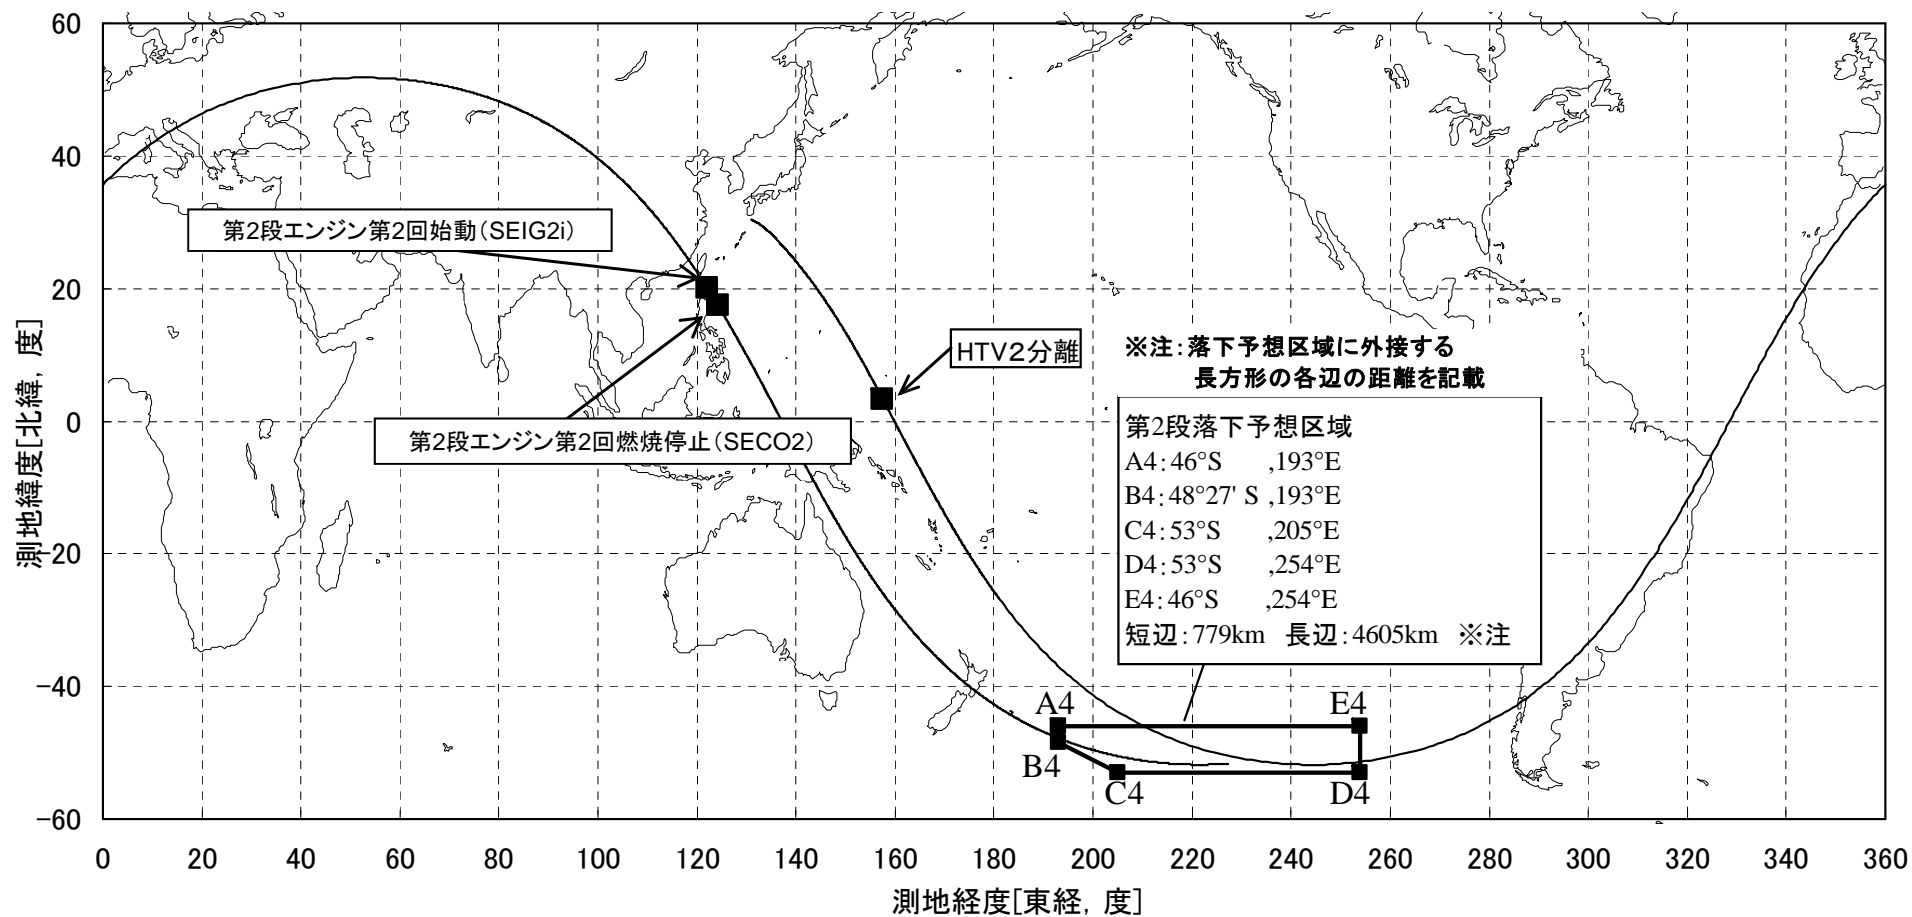 60
40
20
0
−20
−40
−60
測地緯度[北緯, 度]
第2段エンジン第2回始動(SEIG2i)
第2段エンジン第2回燃焼停止(SECO2)
HTV2分離
※注:落下予想区域に外接する
長方形の各辺の距離を記載
第2段落下予想区域
A4:46°S ,193°E
B4:48°27' S ,193°E
C4:53°S ,205°E
D4:53°S ,254°E
E4:46°S ,254°E
短辺:779km 長辺:4605km ※注
A4
E4
B4
C4
D4
0 20 40 60 80 100 120 140 160 180 200 220 240 260 280 300 320 340 360
測地経度[東経, 度]